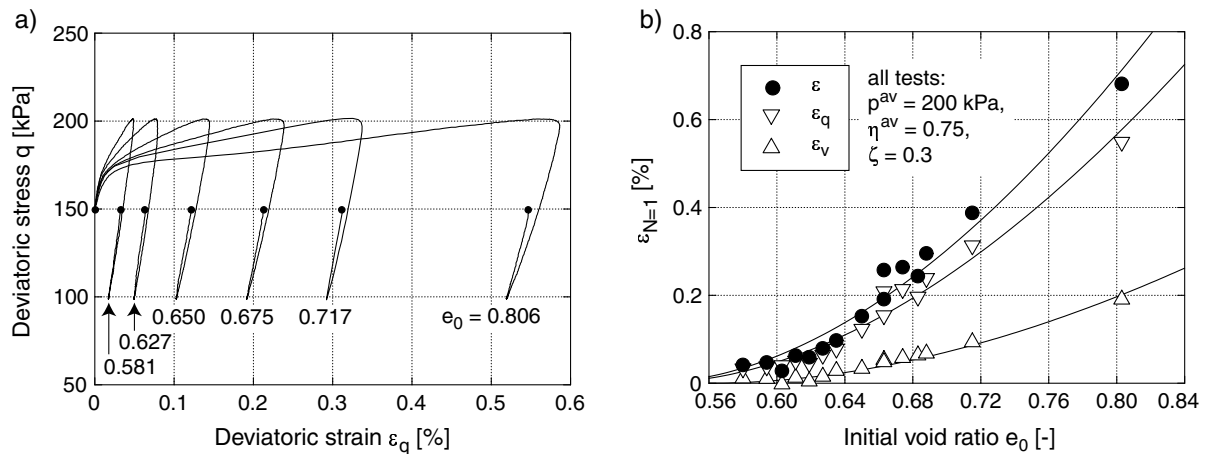 a)
250
200
150
100
50
Deviatoric stress q [kPa]
0.581
0.627
0.650
0.675
0.717
e0 = 0.806
0
0.1
0.2
0.3
0.4
0.5
0.6
Deviatoric strain εq [%]
b)
0.8
0.6
0.4
0.2
0
εN=1 [%]
ε
εq
εv
all tests:
pav = 200 kPa,
ηav = 0.75,
ζ = 0.3
0.56
0.60
0.64
0.68
0.72
0.76
0.80
0.84
Initial void ratio e0 [-]